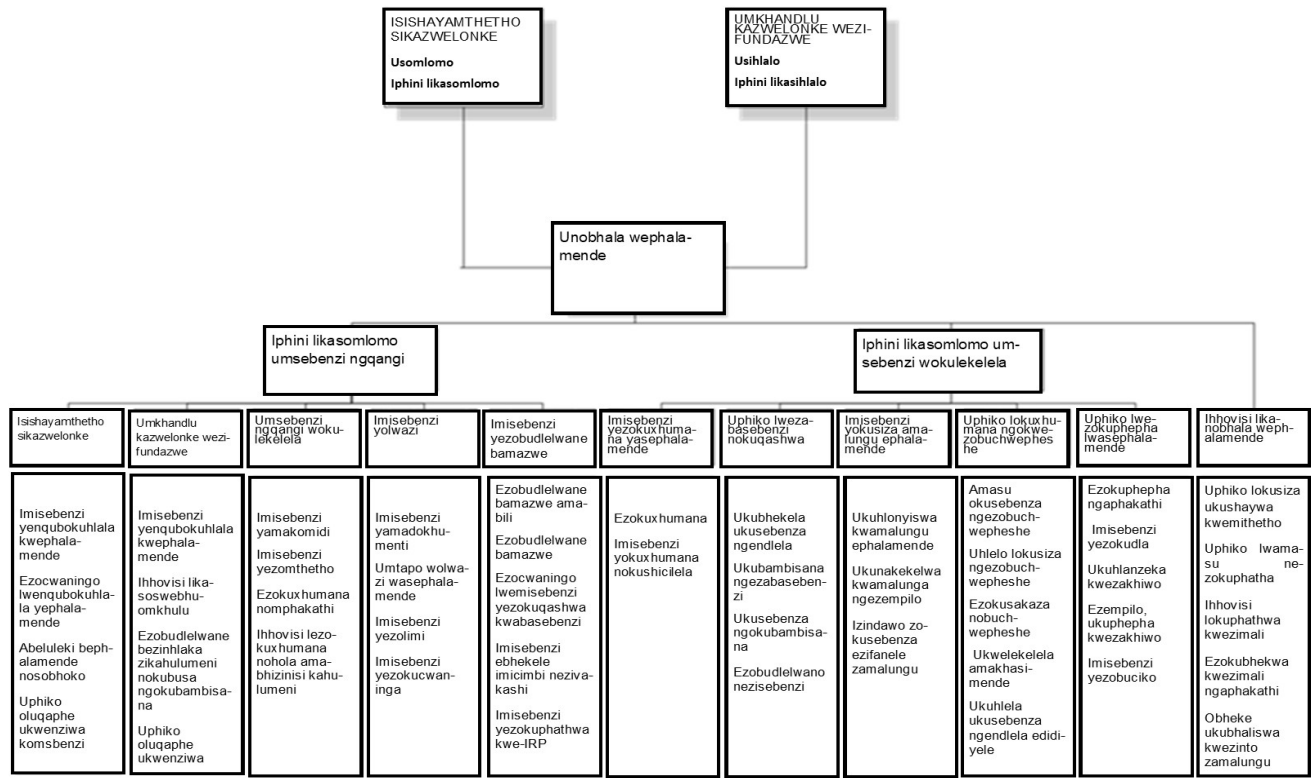 ISISHAYAMTHETHO
SIKAZWELONKE
Usomlomo
Iphini likasomlomo
UMKHANDLU
KAZWELONKE WEZI-
FUNDAZWE
Usihlalo
Iphini likasihlalo
Unobhala wephala-
mende
Iphini likasomlomo
umsebenzi ngqangi
Iphini likasomlomo um-
sebenzi wokulekelela
Isishayamthetho
sikazwelonke
Umkhandlu
kazwelonke wezi-
fundazwe
Umsebenzi
ngqangi woku-
lekelela
Imisebenzi
yolwazi
Imisebenzi
yezobudlelwane
bamazwe
Imisebenzi
yezokuxhuma-
na yasephala-
mende
Uphiko lweza-
basebenzi
nokuqashwa
Imisebenzi
yokusiza ama-
lungu ephala-
mende
Uphiko lokuxhu-
mana ngokwe-
zobuchwephes
he
Uphiko lwe-
zokuphepha
lwasephala-
mende
Ihhovisi lika-
nobhala weph-
alamende
Imisebenzi
yenqubokuhlala
kwephala-
mende
Ezocwaningo
lwenqubokuhla-
la yephala-
mende
Abeluleki beph-
alamende
nosobhoko
Uphiko
oluqaphe
ukwenziwa
komsbenzi
Imisebenzi
yenqubokuhlala
kwephala-
mende
Ihhovisi lika-
soswebhu-
omkhulu
Ezobudlelwane
bezinhlaka
zikahulumeni
nokubusa
ngokubambisa-
na
Uphiko
oluqaphe
ukwenziwa
Imisebenzi
yamakomidi
Imisebenzi
yezomthetho
Ezokuxhumana
nomphakathi
Ihhovisi lezo-
kuxhumana
nohola ama-
bhizinisi kahu-
lumeni
Imisebenzi
yamadokhu-
menti
Umtapo wolwa-
zi wasephala-
mende
Imisebenzi
yezolimi
Imisebenzi
yezokucwan-
inga
Ezobudlelwane
bamazwe ama-
bili
Ezobudlelwane
bamazwe
Ezocwaningo
lwemisebenzi
yezokuqashwa
kwabasebenzi
Imisebenzi
ebhekele
imicimbi neziva-
kashi
Imisebenzi
yezokuphathwa
kwe-IRP
Ezokuxhumana
Imisebenzi
yokuxhumana
nokushicilela
Ukubhekela
ukusebenza
ngendlela
Ukubambisana
ngezabaseben-
zi
Ukusebenza
ngokubambisa-
na
Ezobudlelwano
nezisebenzi
Ukuhlonyiswa
kwamalungu
ephalamende
Ukunakekelwa
kwamalunga
ngezempilo
Izindawo zo-
kusebenza
ezifanele
zamalungu
Amasu
okusebenza
ngezobuch-
wepheshe
Uhlelo lokusiza
ngezobuch-
wepheshe
Ezokusakaza
nobuch-
wepheshe
Ukwelekelela
amakhasi-
mende
Ukuhlela
ukusebenza
ngendlela edidi-
yele
Ezokuphepha
ngaphakathi
Imisebenzi
yezokudla
Ukuhlanzeka
kwezakhiwo
Ezempilo,
ukuphepha
kwezakhiwo
Imisebenzi
yezobuciko
Uphiko lokusiza
ukushaywa
kwemithetho
Uphiko lwama-
su ne-
zokuphatha
Ihhovisi
lokuphathwa
kwezimali
Ezokubhekwa
kwezimali
ngaphakathi
Obheke
ukubhaliswa
kwezinto
zamalungu